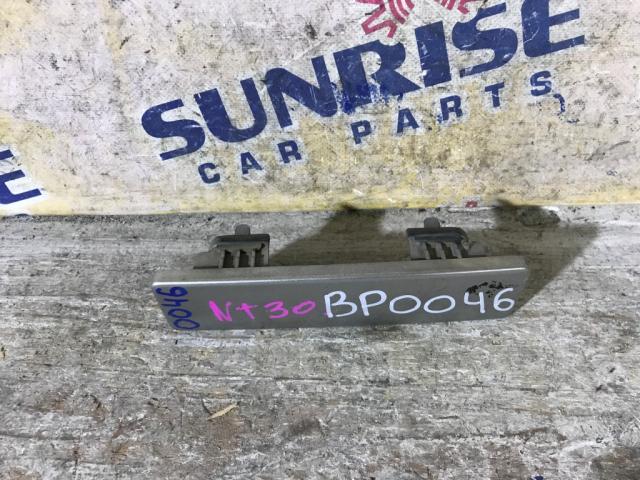 SUNRISE
CAR PARTS
E
0046
Nt30 BP0046